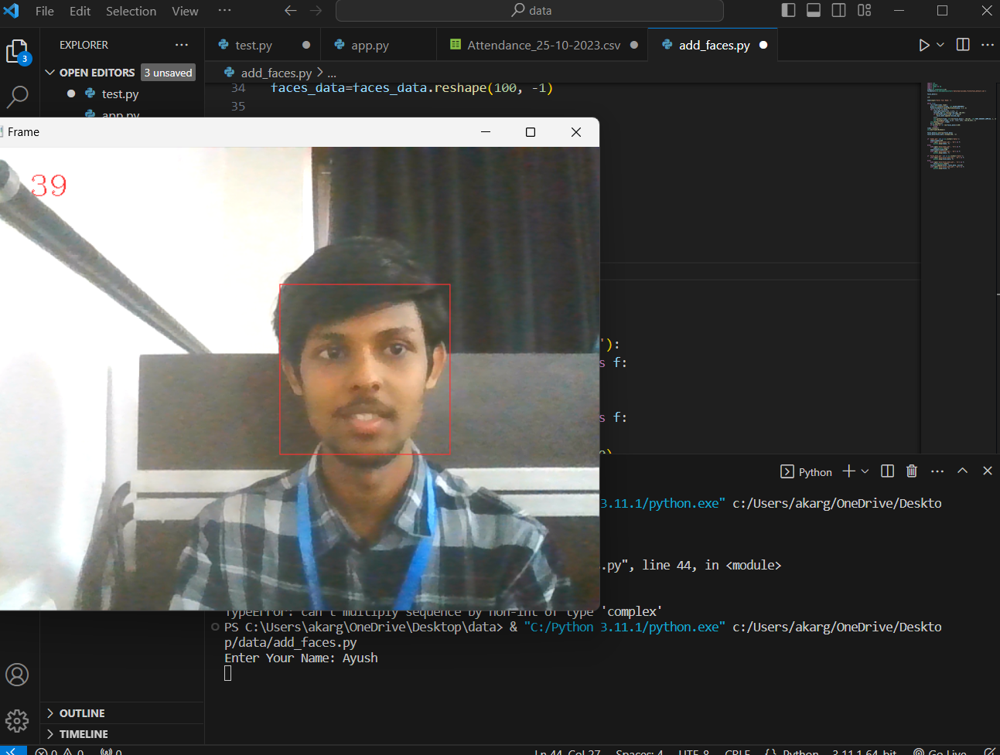 File Edit Selection View ··· data
EXPLORER ···
3
OPEN EDITORS 3 unsaved
test.py
app.py
test.py app.py Attendance_25-10-2023.csv add_faces.py
add_faces.py > ...
34 faces_data=faces_data.reshape(100, -1)
35
Frame
39
'):
s f:
s f:
Python
3.11.1/python.exe" c:/Users/akarg/OneDrive/Deskto
.py", line 44, in <module>
TypeError: can't multiply sequence by non-int of type 'complex'
PS C:\Users\akarg\OneDrive\Desktop\data> & "C:/Python 3.11.1/python.exe" c:/Users/akarg/OneDrive/Deskto
p/data/add_faces.py
Enter Your Name: Ayush
OUTLINE
TIMELINE
0 0 0 Ln 44, Col 27 Spaces: 4 UTF-8 CRLF Python 3.11.1 64-bit Go Live